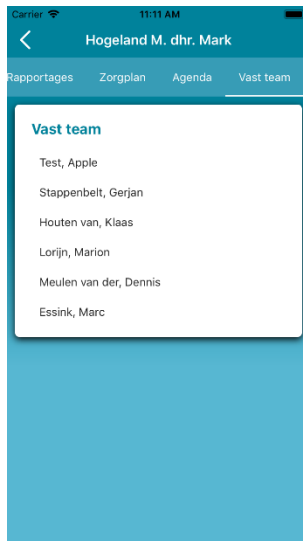 Carrier 11:11 AM
Hogeland M. dhr. Mark
Rapportages Zorgplan Agenda Vast team
Vast team
Test, Apple
Stappenbelt, Gerjan
Houten van, Klaas
Lorijn, Marion
Meulen van der, Dennis
Essink, Marc